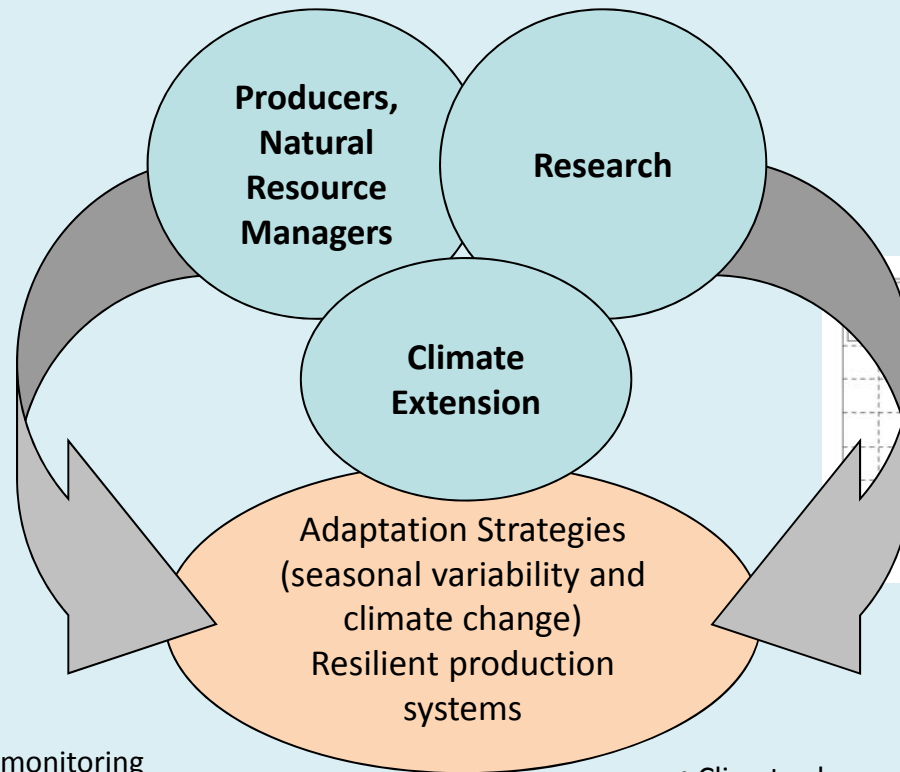 Producers,
Natural
Resource
Managers
Research
Climate
Extension
Adaptation Strategies
(seasonal variability and
climate change)
Resilient production
systems
monitoring